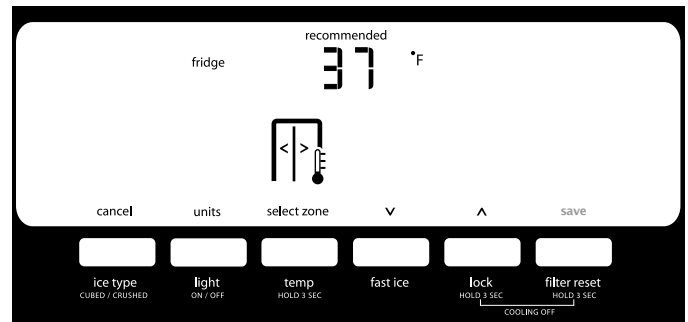 recommended
fridge 37 °F
< >
cancel units select zone ∨ ∧ save
ice type light temp fast ice lock filter reset
CUBED / CRUSHED ON / OFF HOLD 3 SEC HOLD 3 SEC HOLD 3 SEC
COOLING OFF